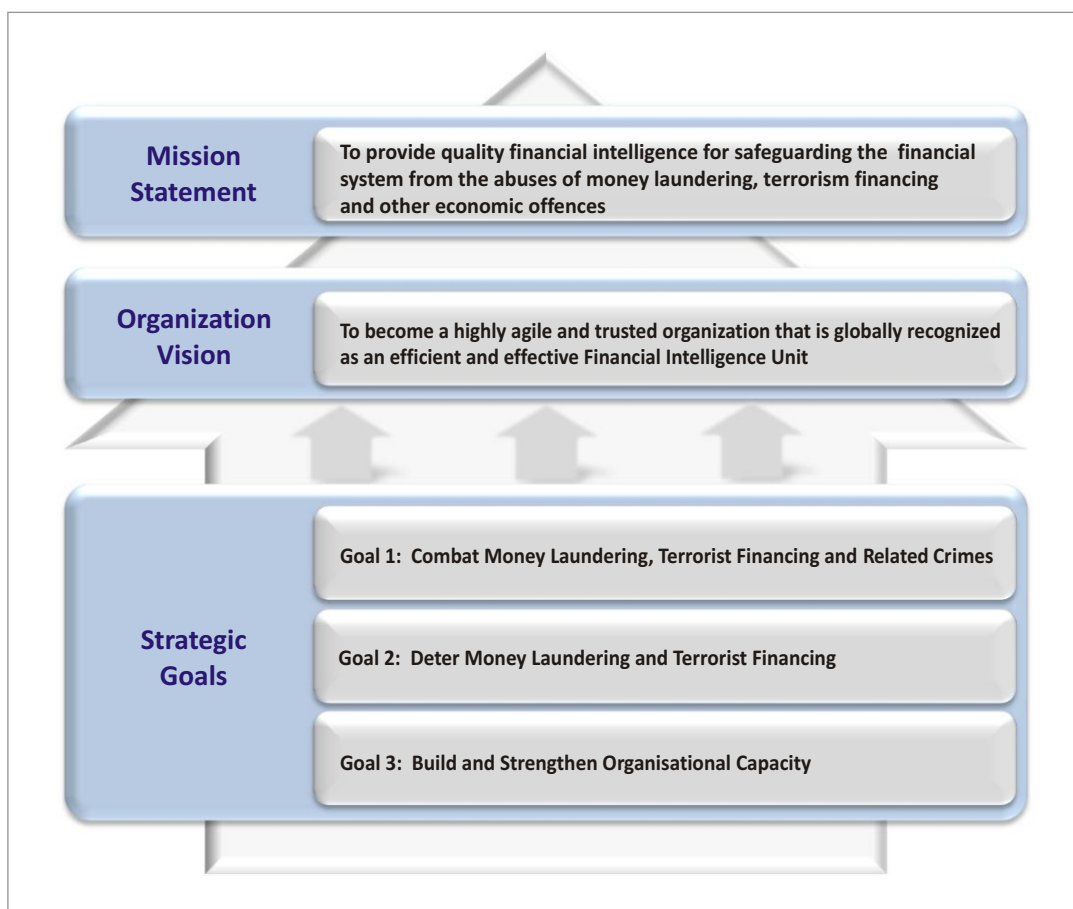 Mission
Statement
To provide quality financial intelligence for safeguarding the financial
system from the abuses of money laundering, terrorism financing
and other economic offences
Organization
Vision
To become a highly agile and trusted organization that is globally recognized
as an efficient and effective Financial Intelligence Unit
Strategic
Goals
Goal 1: Combat Money Laundering, Terrorist Financing and Related Crimes
Goal 2: Deter Money Laundering and Terrorist Financing
Goal 3: Build and Strengthen Organisational Capacity